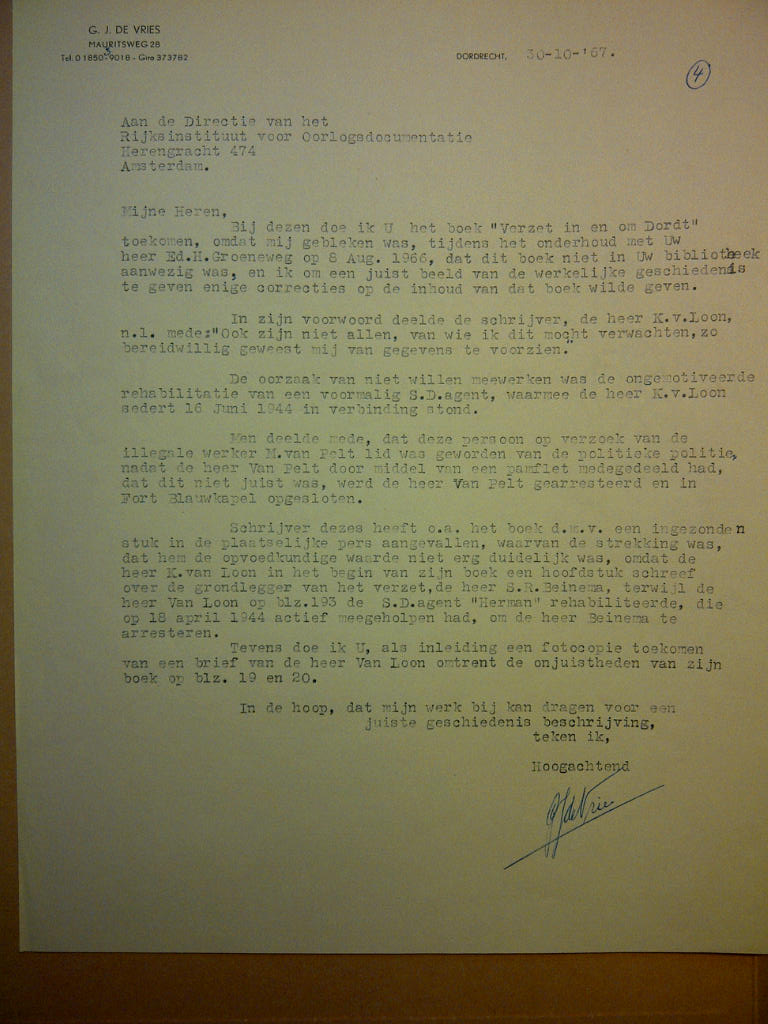 G. J. DE VRIES
MAURITSWEG 28
Tel. 01850-9018 - Giro 373782
DORDRECHT, 30-10-'67.
4
Aan de Directie van het
Rijksinstituut voor Oorlogsdocumentatie
Herengracht 474
Amsterdam.
Mijne Heren,
Bij dezen doe ik U het boek "Verzet in en om Dordt"
toekomen, omdat mij gebleken was, tijdens het onderhoud met Uw
heer Ed.H.Groeneweg op 8 Aug. 1966, dat dit boek niet in Uw bibliotheek
aanwezig was, en ik om een juist beeld van de werkelijke geschiedenis
te geven enige correcties op de inhoud van dat boek wilde geven.
In zijn voorwoord deelde de schrijver, de heer K.v.Loon,
n.l. mede:"Ook zijn niet allen, van wie ik dit mocht verwachten,zo
bereidwillig geweest mij van gegevens te voorzien."
De oorzaak van niet willen meewerken was de ongemotiveerde
rehabilitatie van een voormalig S.D.agent, waarmee de heer K.v.Loon
sedert 16 Juni 1944 in verbinding stond.
Men deelde mede, dat deze persoon op verzoek van de
illegale werker M.van Pelt lid was geworden van de politieke politie,
nadat de heer Van Pelt door middel van een pamflet medegedeeld had,
dat dit niet juist was, werd de heer Van Pelt gearresteerd en in
Fort Blauwkapel opgesloten.
Schrijver dezes heeft o.a. het boek d.m.v. een ingezonden
stuk in de plaatselijke pers aangevallen, waarvan de strekking was,
dat hem de opvoedkundige waarde niet erg duidelijk was, omdat de
heer K.van Loon in het begin van zijn boek een hoofdstuk schreef
over de grondlegger van het verzet,de heer S.R.Beinema, terwijl de
heer Van Loon op blz.193 de S.D.agent "Herman" rehabiliteerde, die
op 18 april 1944 actief meegeholpen had, om de heer Beinema te
arresteren.
Tevens doe ik U, als inleiding een fotocopie toekomen
van een brief van de heer Van Loon omtrent de onjuistheden van zijn
boek op blz. 19 en 20.
In de hoop, dat mijn werk bij kan dragen voor een
juiste geschiedenis beschrijving,
teken ik,
Hoogachtend
GJdeVries